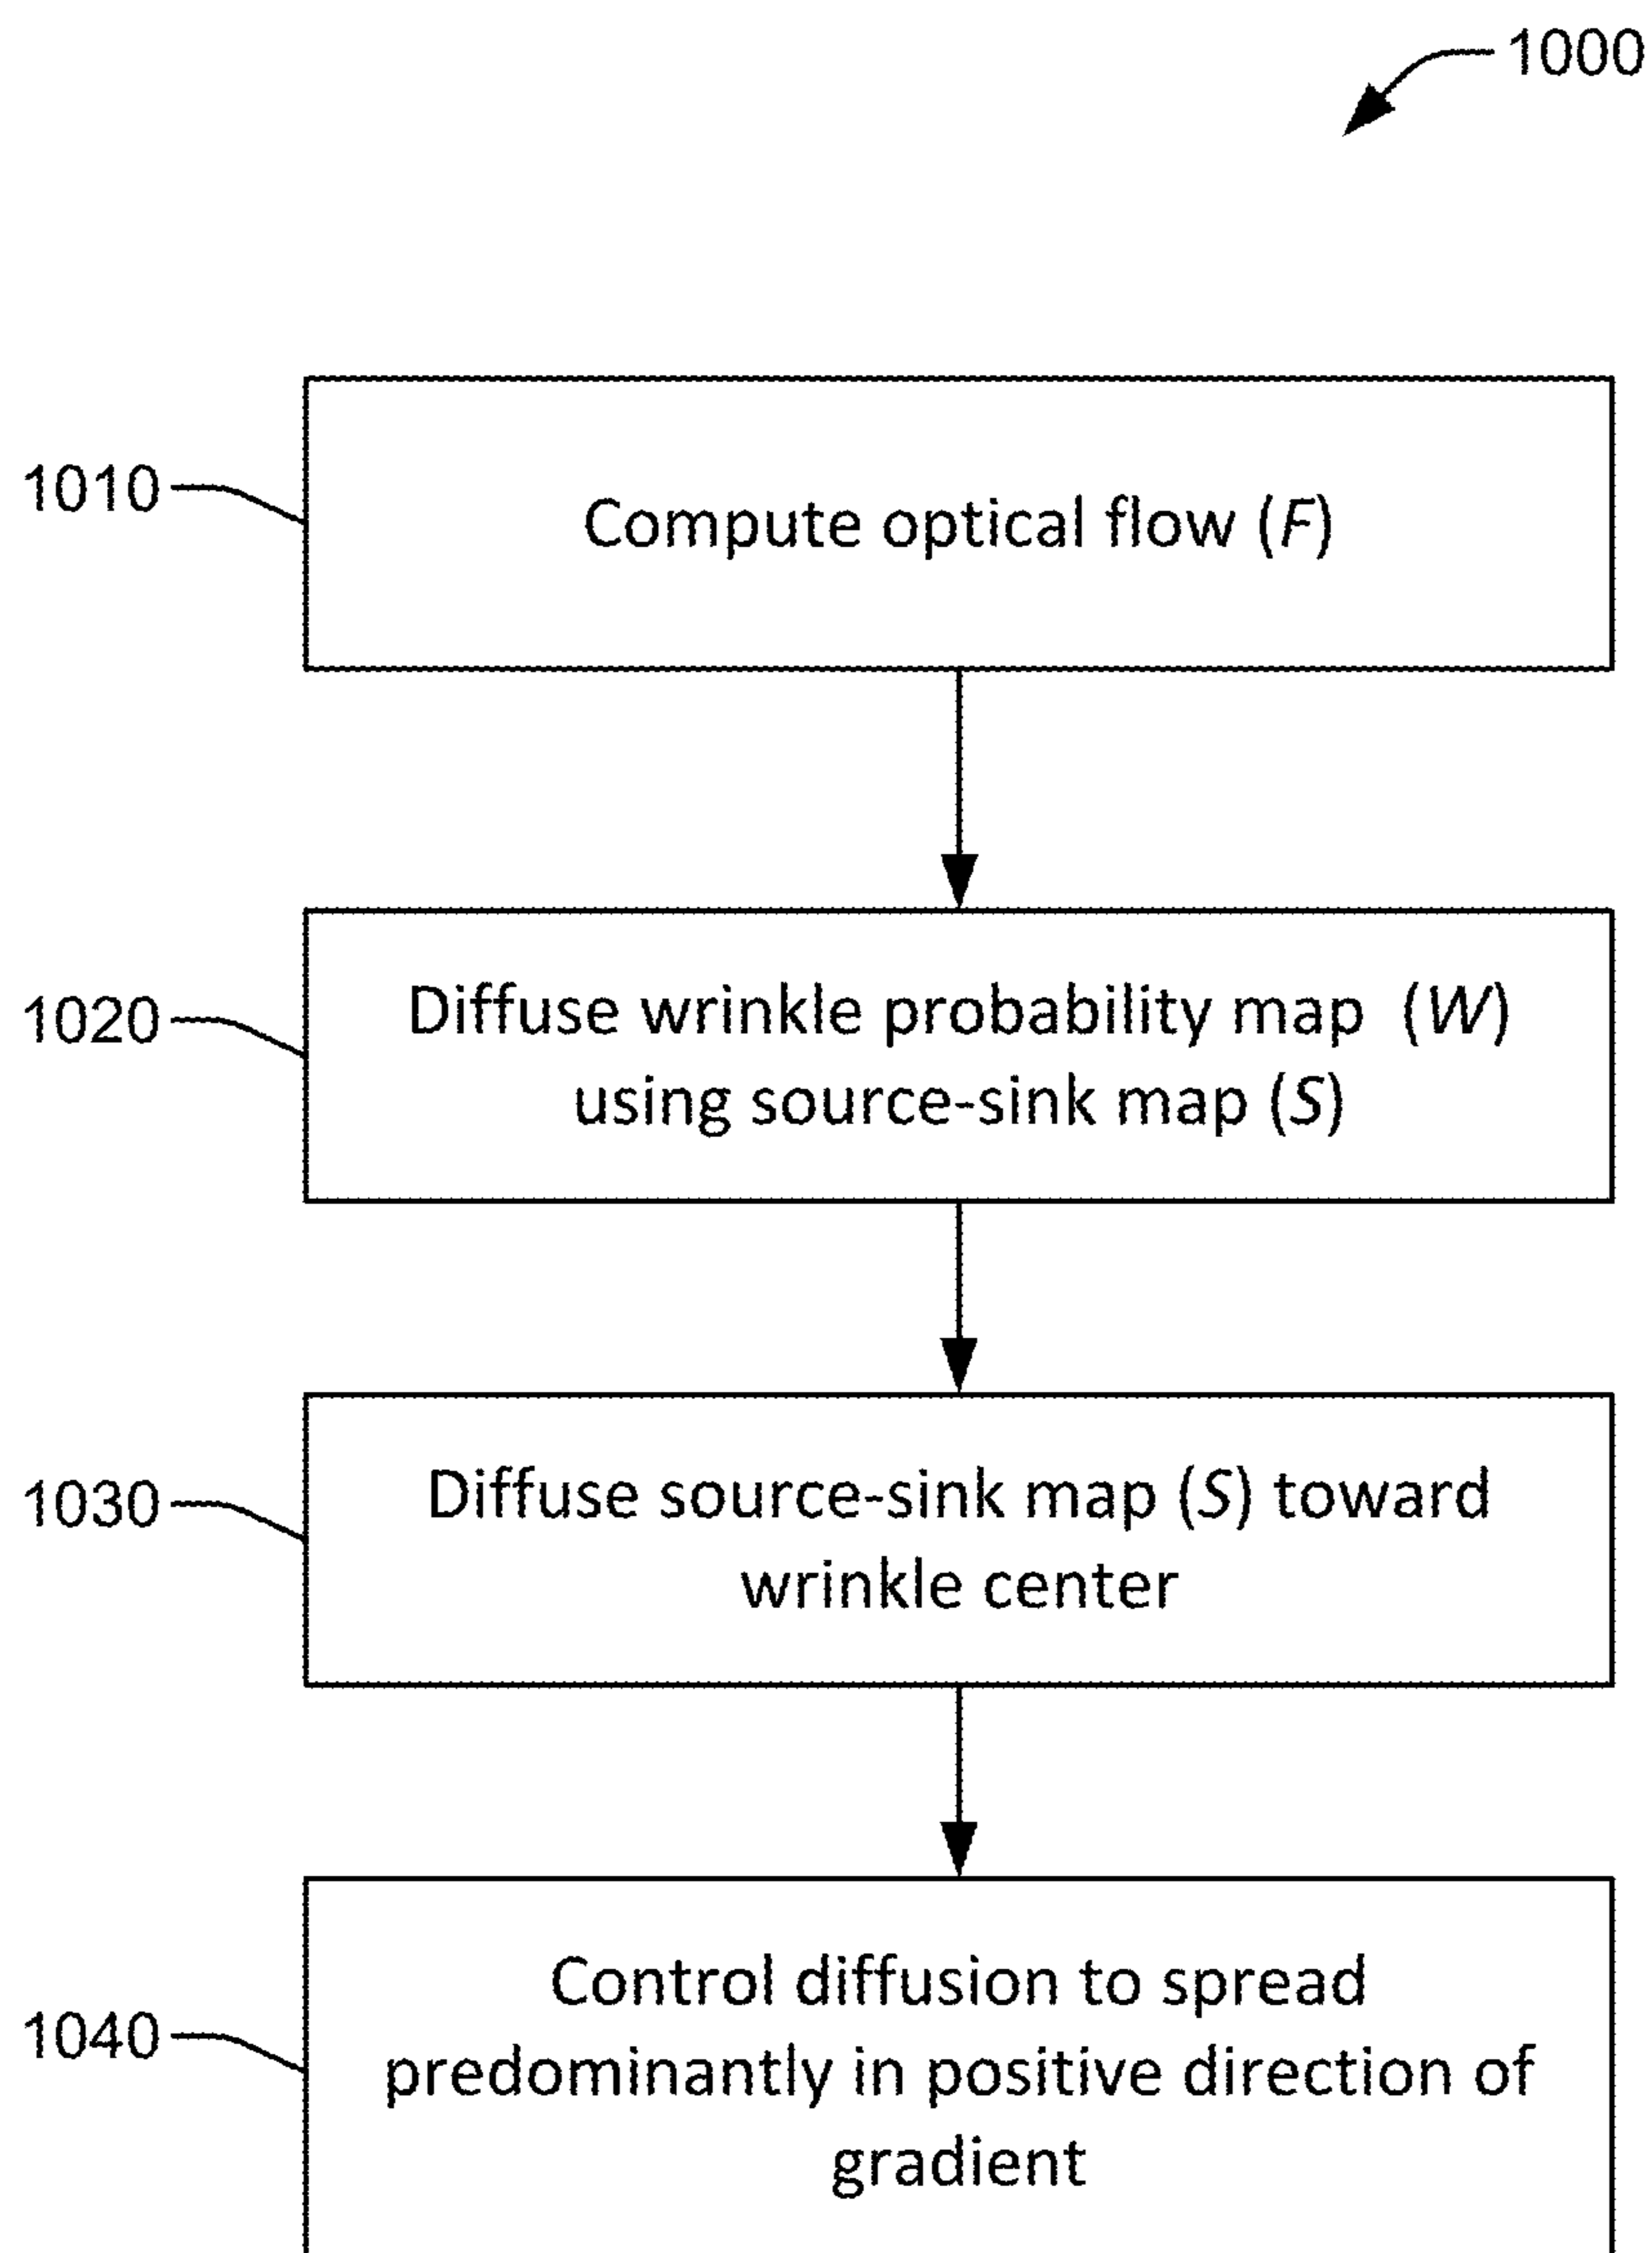 1000
1010
Compute optical flow (F)
1020
Diffuse wrinkle probability map (W)
using source-sink map (S)
1030
Diffuse source-sink map (S) toward
wrinkle center
1040
Control diffusion to spread
predominantly in positive direction of
gradient